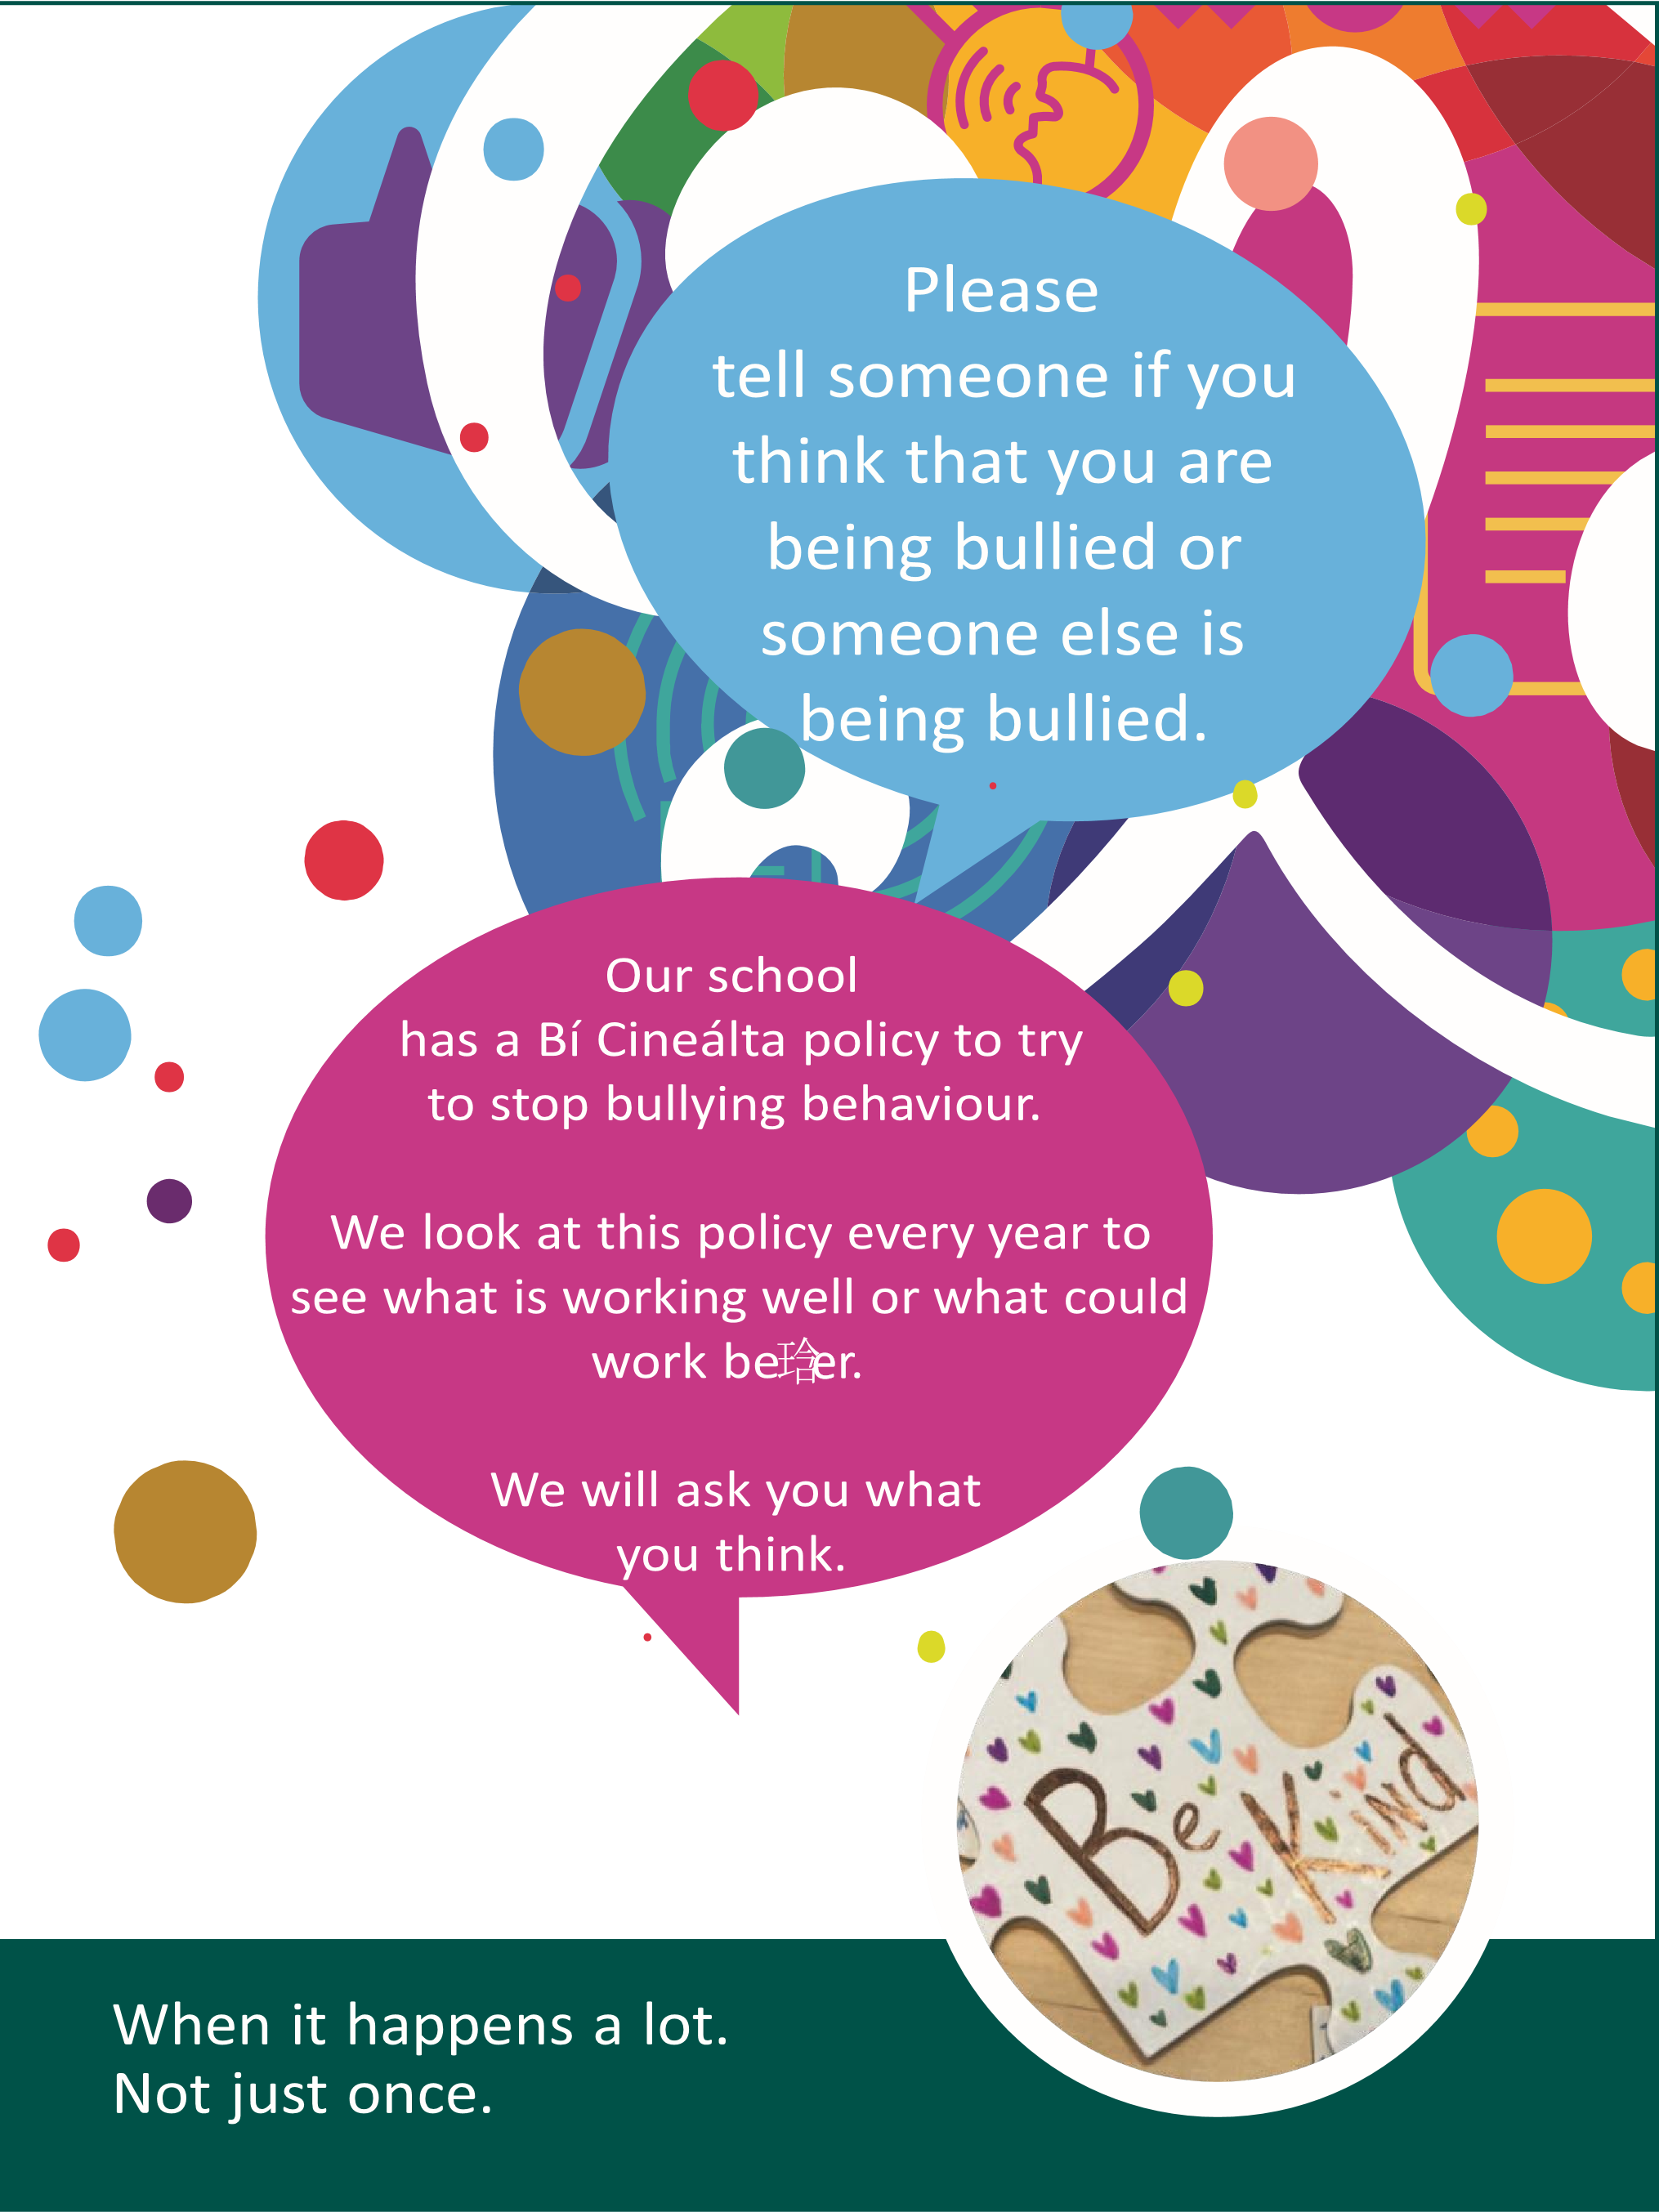 Please
tell someone if you
think that you are
being bullied or
someone else is
being bullied.
Our school
has a Bí Cineálta policy to try
to stop bullying behaviour.
We look at this policy every year to
see what is working well or what could
work be琀er.
We will ask you what
you think.
Be Kind
When it happens a lot.
Not just once.